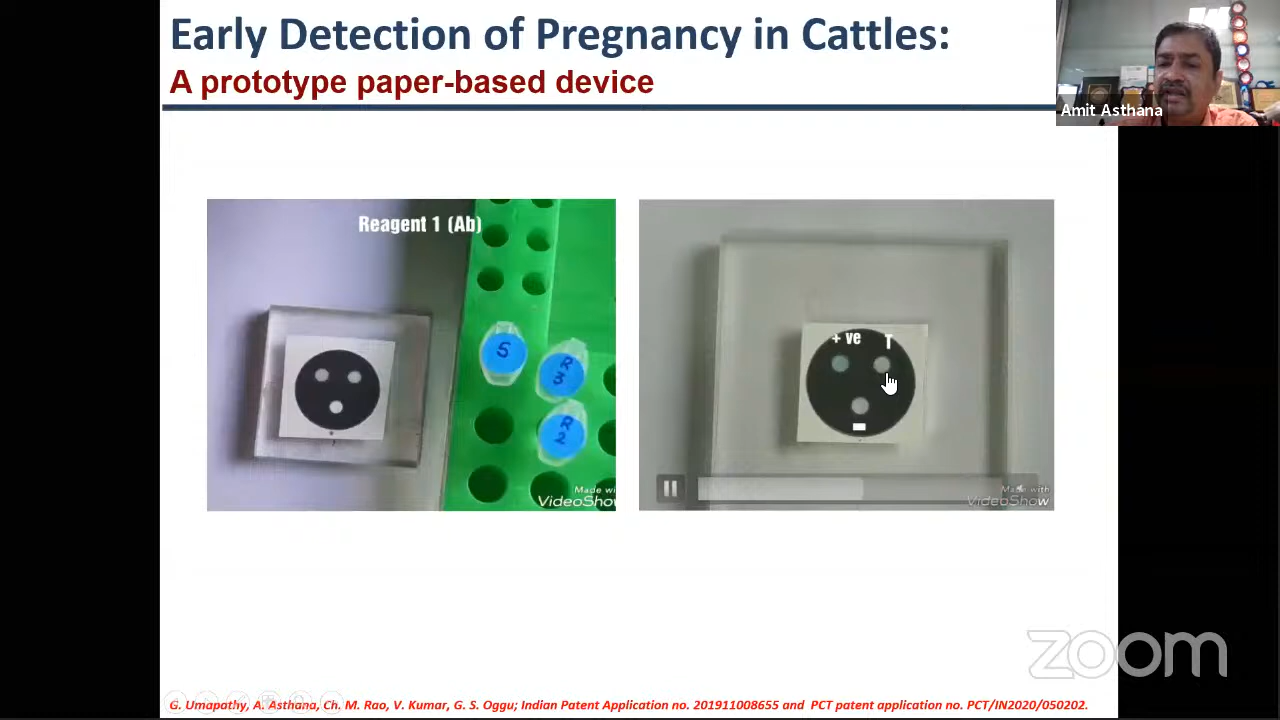 Early Detection of Pregnancy in Cattles:
A prototype paper-based device
Amit Asthana
Reagent 1 (Ab)
S
R
3
R
2
Made with
VideoShow
+ ve
T
-
Made with
VideoShow
zoom
G. Umapathy, A. Asthana, Ch. M. Rao, V. Kumar, G. S. Oggu; Indian Patent Application no. 201911008655 and PCT patent application no. PCT/IN2020/050202.